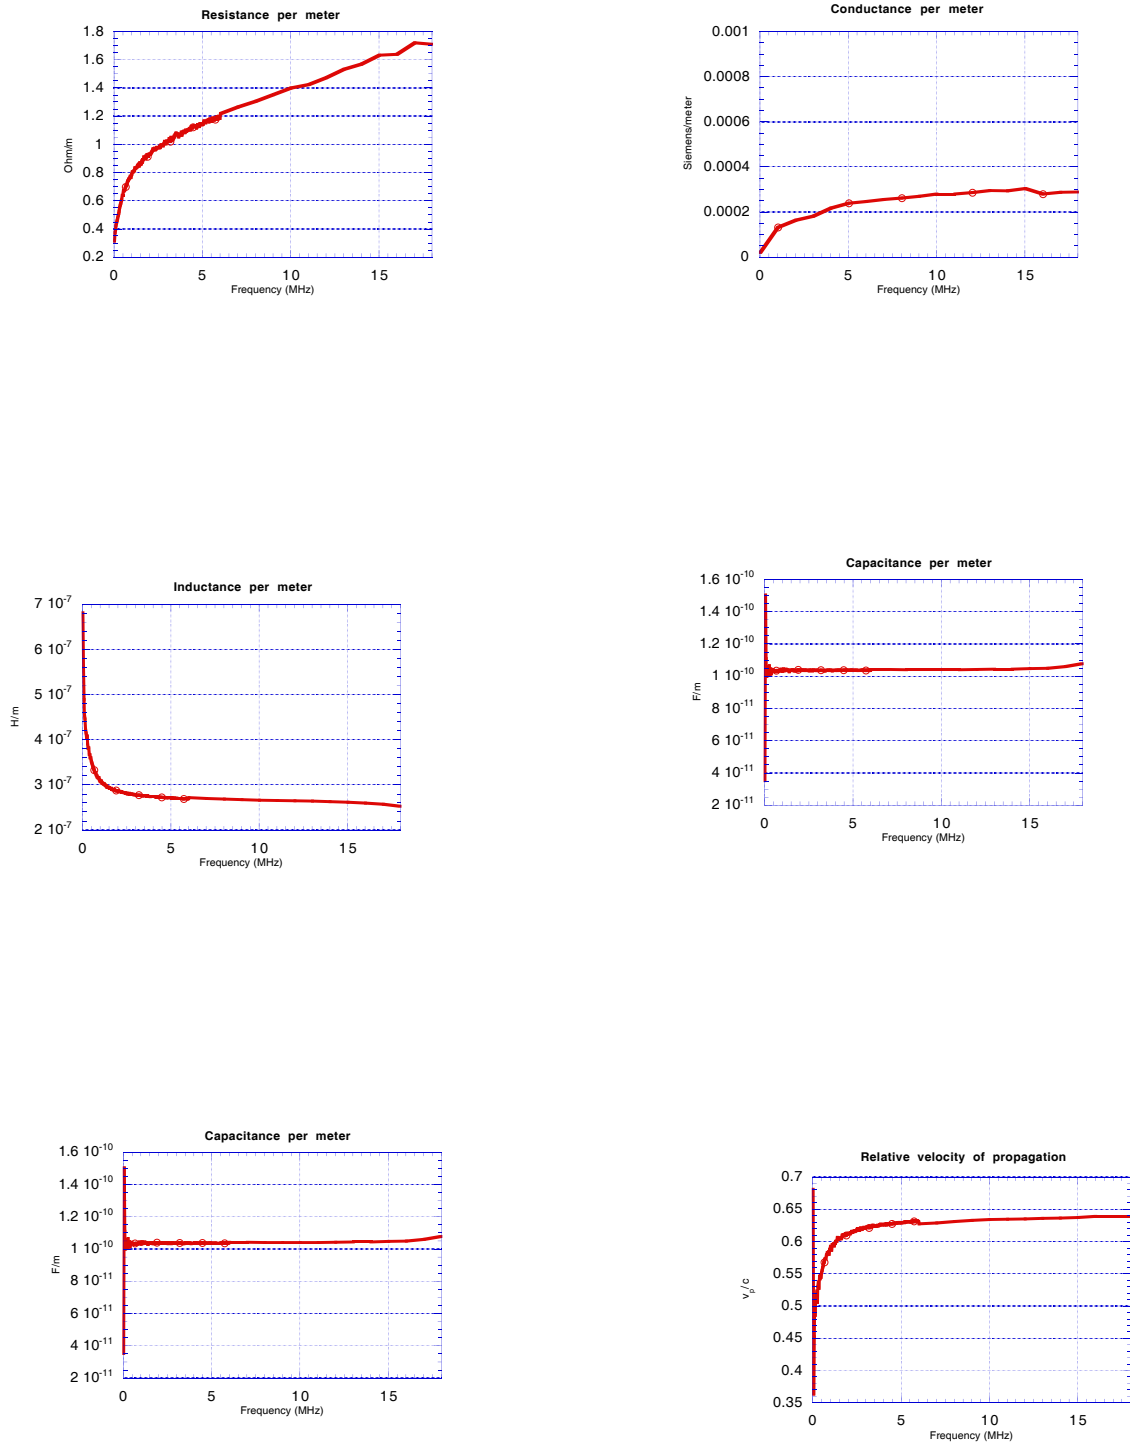 Resistance per meter
1.8
1.6
1.4
1.2
1
0.8
0.6
0.4
0.2
Ohm/m
0 5 10 15
Frequency (MHz)
Conductance per meter
0.001
0.0008
0.0006
0.0004
0.0002
0
Siemens/meter
0 5 10 15
Frequency (MHz)
Inductance per meter
7 10-7
6 10-7
5 10-7
4 10-7
3 10-7
2 10-7
H/m
0 5 10 15
Frequency (MHz)
Capacitance per meter
1.6 10-10
1.4 10-10
1.2 10-10
1 10-10
8 10-11
6 10-11
4 10-11
2 10-11
F/m
0 5 10 15
Frequency (MHz)
Capacitance per meter
1.6 10-10
1.4 10-10
1.2 10-10
1 10-10
8 10-11
6 10-11
4 10-11
2 10-11
F/m
0 5 10 15
Frequency (MHz)
Relative velocity of propagation
0.7
0.65
0.6
0.55
0.5
0.45
0.4
0.35
vp/c
0 5 10 15
Frequency (MHz)